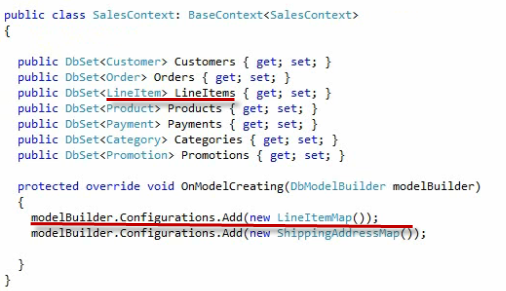 public class SalesContext: BaseContext<SalesContext>
{
public DbSet<Customer> Customers { get; set; }
public DbSet<Order> Orders { get; set; }
public DbSet<LineItem> LineItems { get; set; }
public DbSet<Product> Products { get; set; }
public DbSet<Payment> Payments { get; set; }
public DbSet<Category> Categories { get; set; }
public DbSet<Promotion> Promotions { get; set; }
protected override void OnModelCreating(DbModelBuilder modelBuilder)
{
modelBuilder.Configurations.Add(new LineItemMap());
modelBuilder.Configurations.Add(new ShippingAddressMap());
}
}